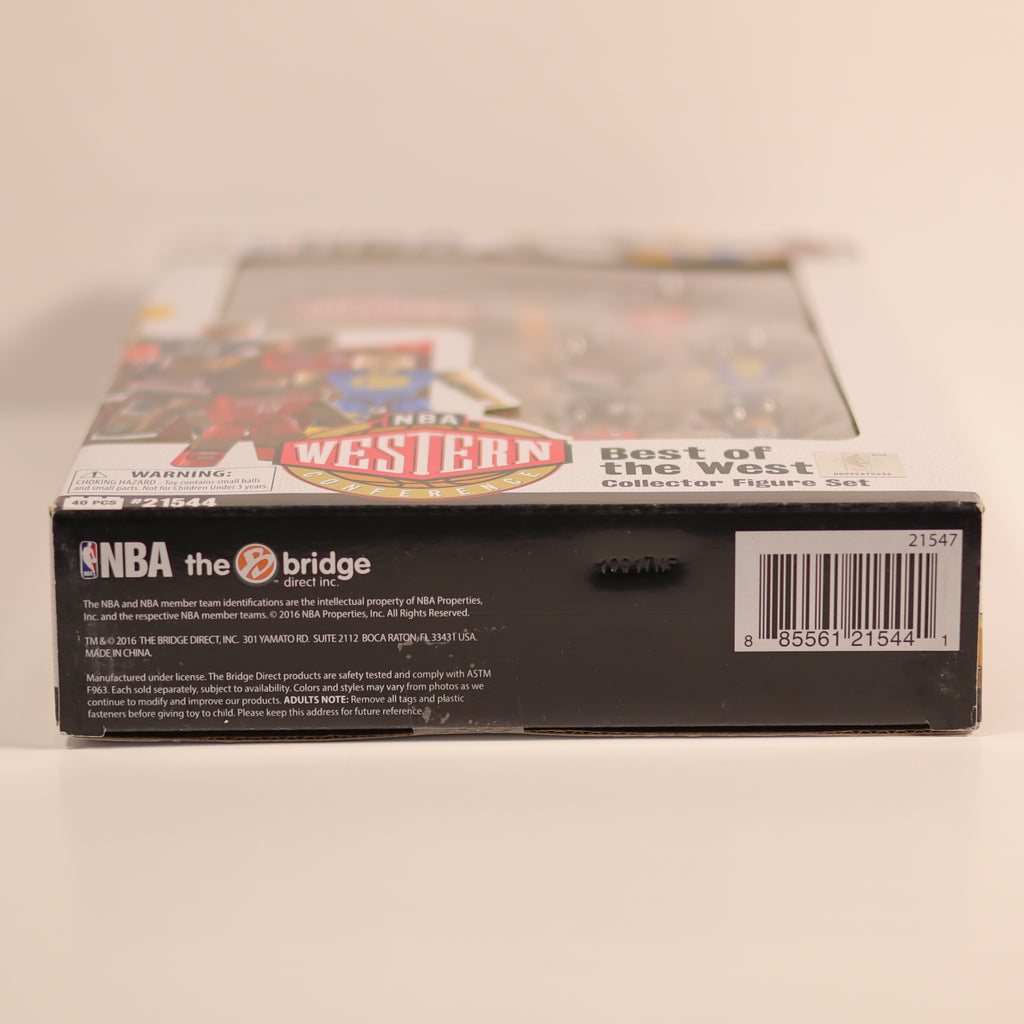 NBA
WESTERN
CONFERENCE
Best of
the West
Collector Figure Set
WARNING:
CHOKING HAZARD - Toy contains small balls
and small parts. Not for Children Under 3 years.
40 PCS #21544
NBA the B bridge™
direct inc.
The NBA and NBA member team identifications are the intellectual property of NBA Properties,
Inc. and the respective NBA member teams. © 2016 NBA Properties, Inc. All Rights Reserved.
TM & © 2016 THE BRIDGE DIRECT, INC. 301 YAMATO RD. SUITE 2112 BOCA RATON, FL 33431 USA.
MADE IN CHINA.
Manufactured under license. The Bridge Direct products are safety tested and comply with ASTM
F963. Each sold separately, subject to availability. Colors and styles may vary from photos as we
continue to modify and improve our products. ADULTS NOTE: Remove all tags and plastic
fasteners before giving toy to child. Please keep this address for future reference.
21547
8 85561 21544 1